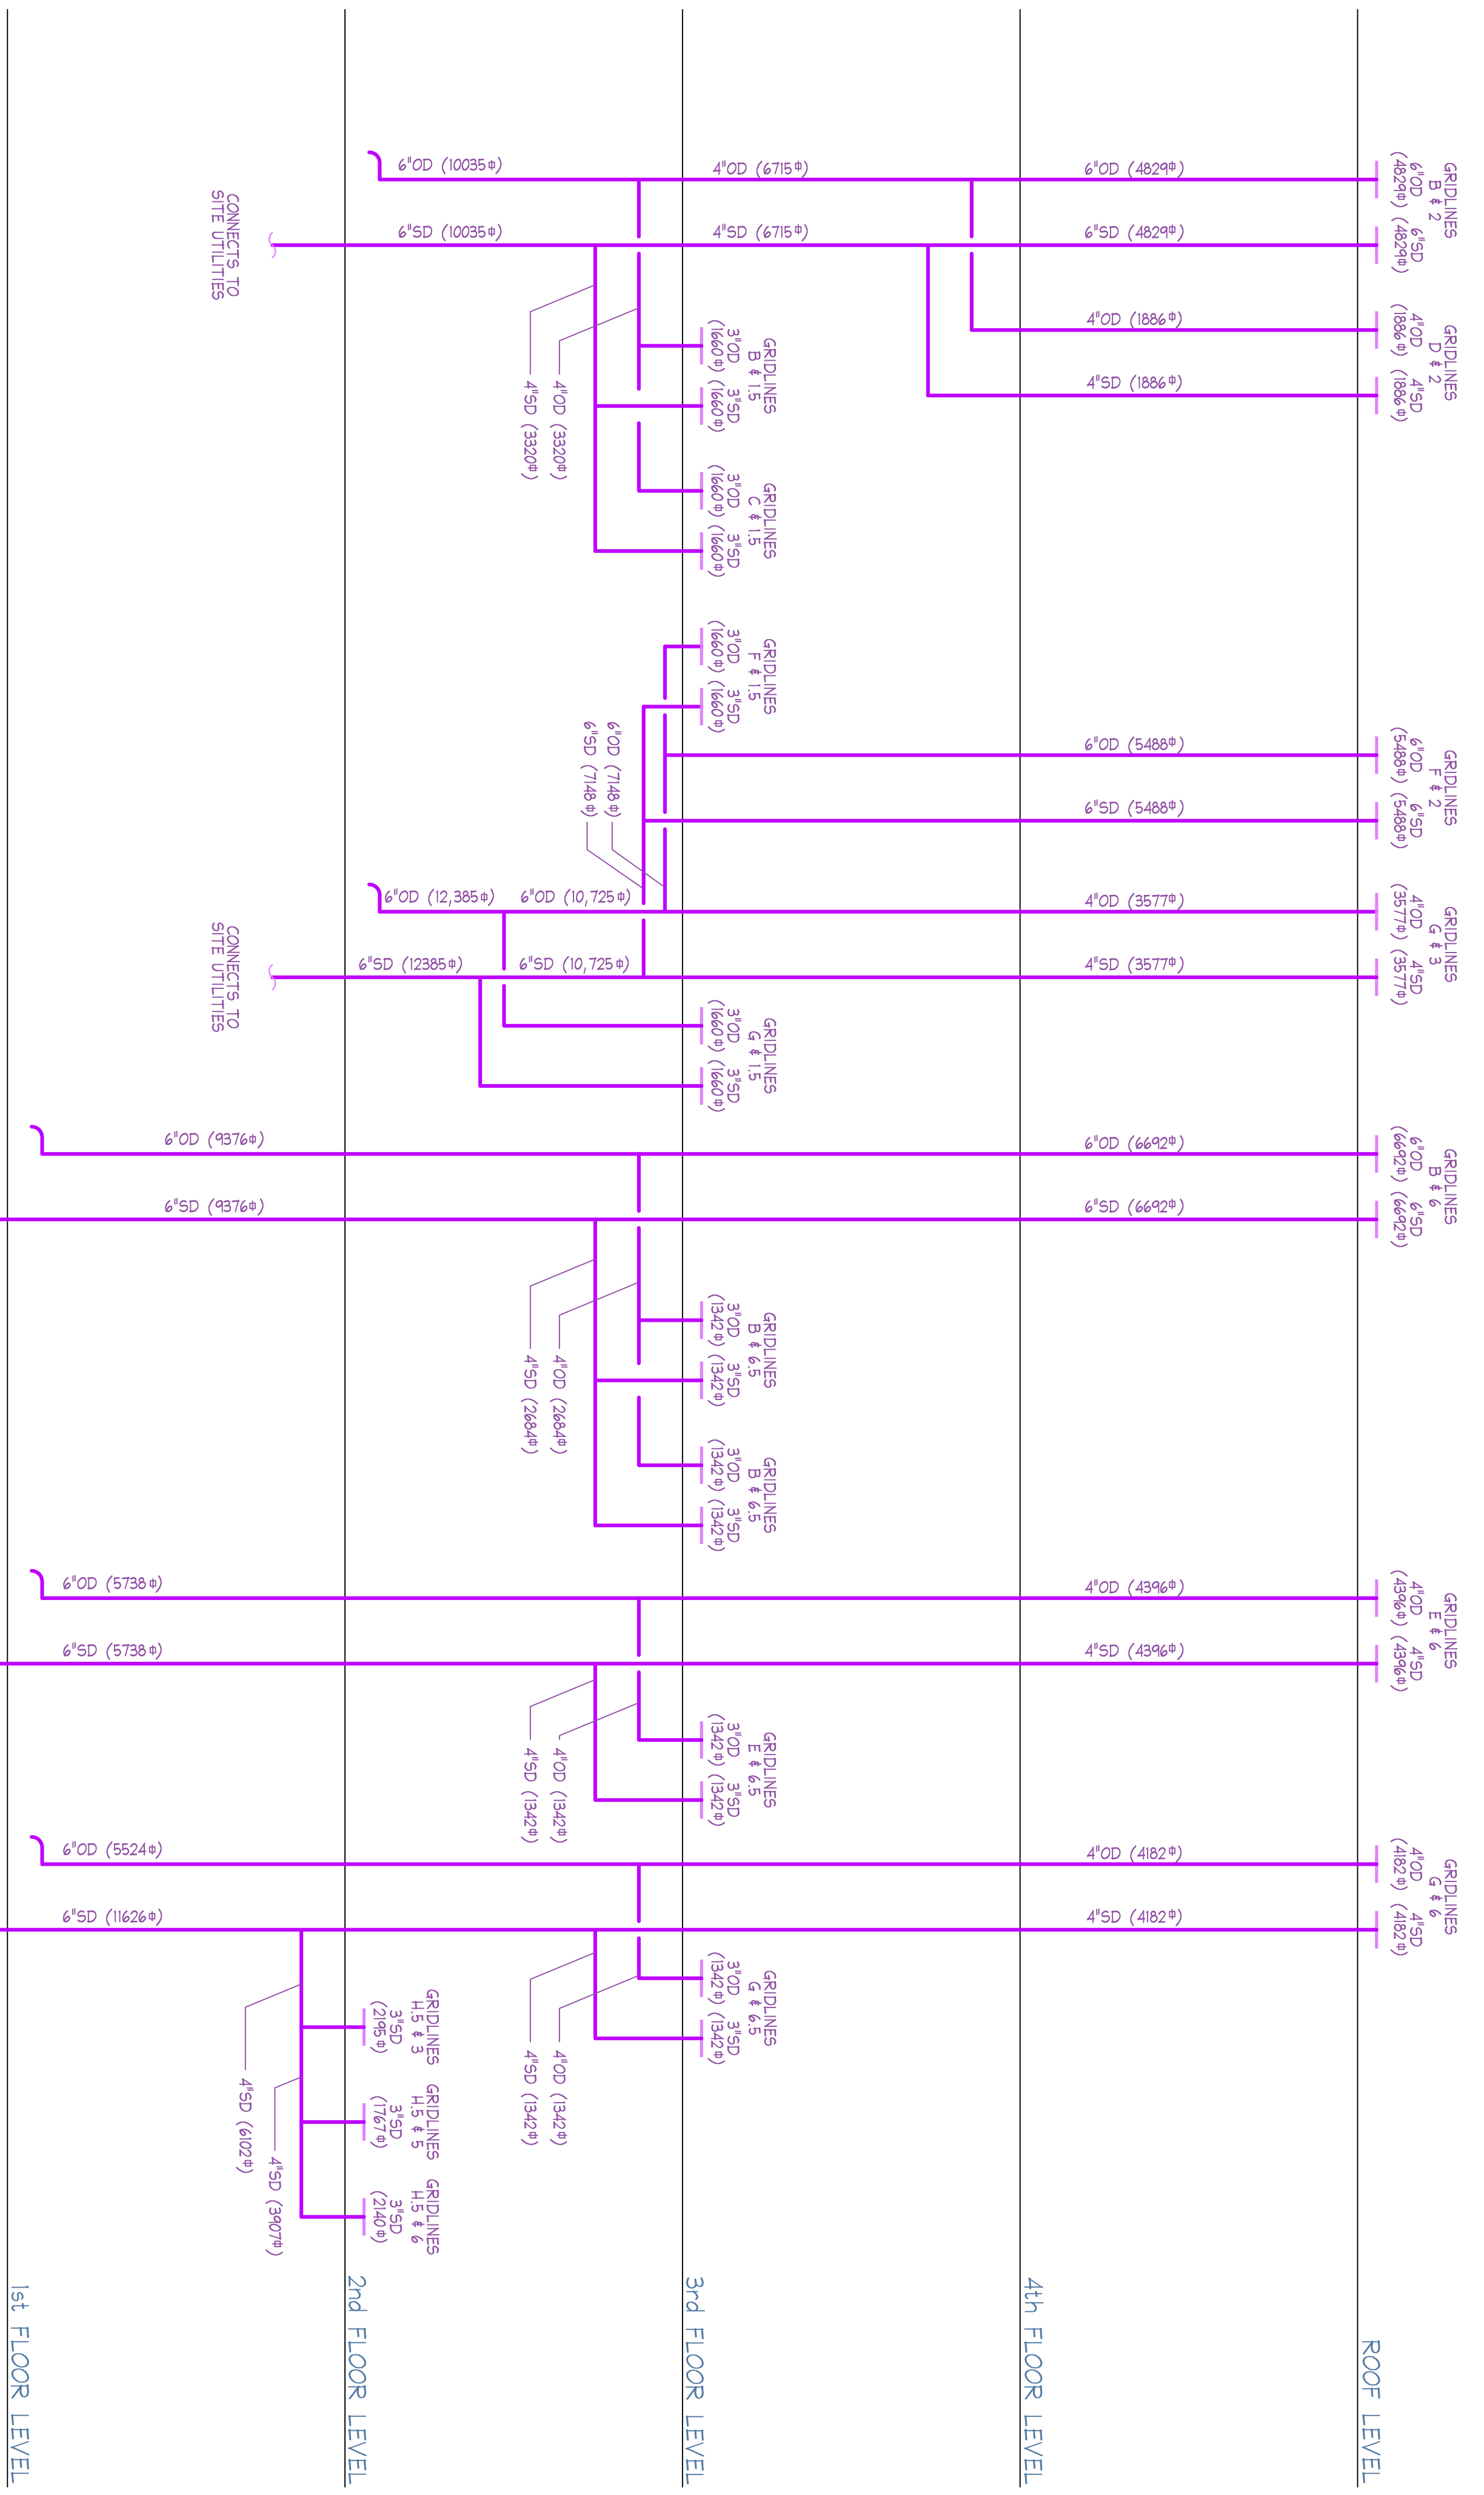 GRIDLINES
B & 2
6"OD
(4829⌽)
6"SD
(4829⌽)
GRIDLINES
D & 2
4"OD
(1886⌽)
4"SD
(1886⌽)
GRIDLINES
F & 2
6"OD
(5488⌽)
6"SD
(5488⌽)
GRIDLINES
G & 3
4"OD
(3577⌽)
4"SD
(3577⌽)
GRIDLINES
B & 6
6"OD
(6692⌽)
6"SD
(6692⌽)
GRIDLINES
E & 6
4"OD
(4396⌽)
4"SD
(4396⌽)
GRIDLINES
G & 6
4"OD
(4182⌽)
4"SD
(4182⌽)
ROOF LEVEL
6"OD (4829⌽)
6"SD (4829⌽)
4"OD (1886⌽)
4"SD (1886⌽)
6"OD (5488⌽)
6"SD (5488⌽)
4"OD (3577⌽)
4"SD (3577⌽)
6"OD (6692⌽)
6"SD (6692⌽)
4"OD (4396⌽)
4"SD (4396⌽)
4"OD (4182⌽)
4"SD (4182⌽)
4th FLOOR LEVEL
4"OD (6715⌽)
4"SD (6715⌽)
GRIDLINES
B & 1.5
3"OD
(1660⌽)
3"SD
(1660⌽)
GRIDLINES
C & 1.5
3"OD
(1660⌽)
3"SD
(1660⌽)
GRIDLINES
F & 1.5
3"OD
(1660⌽)
3"SD
(1660⌽)
GRIDLINES
G & 1.5
3"OD
(1660⌽)
3"SD
(1660⌽)
GRIDLINES
B & 6.5
3"OD
(1342⌽)
3"SD
(1342⌽)
GRIDLINES
B & 6.5
3"OD
(1342⌽)
3"SD
(1342⌽)
GRIDLINES
E & 6.5
3"OD
(1342⌽)
3"SD
(1342⌽)
GRIDLINES
G & 6.5
3"OD
(1342⌽)
3"SD
(1342⌽)
3rd FLOOR LEVEL
6"OD (10035⌽)
6"SD (10035⌽)
4"OD (3320⌽)
4"SD (3320⌽)
6"OD (7148⌽)
6"SD (7148⌽)
6"OD (10,725⌽)
6"SD (10,725⌽)
6"OD (12,385⌽)
6"SD (12385⌽)
4"OD (2684⌽)
4"SD (2684⌽)
4"OD (1342⌽)
4"SD (1342⌽)
4"OD (1342⌽)
4"SD (1342⌽)
GRIDLINES
H.5 & 3
3"SD
(2195⌽)
GRIDLINES
H.5 & 5
3"SD
(1767⌽)
GRIDLINES
H.5 & 6
3"SD
(2140⌽)
2nd FLOOR LEVEL
CONNECTS TO
SITE UTILITIES
CONNECTS TO
SITE UTILITIES
6"OD (9376⌽)
6"SD (9376⌽)
6"OD (5738⌽)
6"SD (5738⌽)
6"OD (5524⌽)
6"SD (11626⌽)
4"SD (3907⌽)
4"SD (6102⌽)
1st FLOOR LEVEL